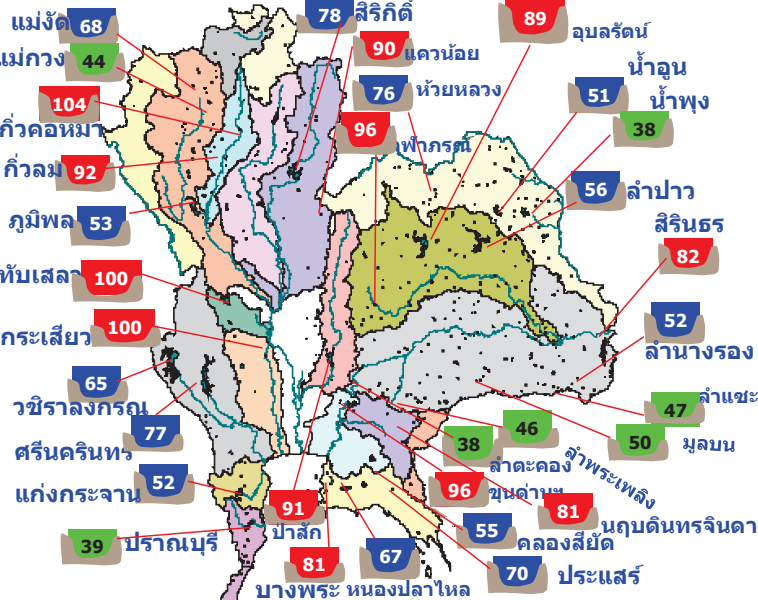 แม่งัด 68
แม่กวง 44
104
กิ่วคอหมา
กิ่วลม 92
ภูมิพล 53
ทับเสลา 100
กระเสียว 100
65
วชิราลงกรณ
77
ศรีนครินทร
แก่งกระจาน 52
39 ปราณบุรี
78 สิริกิติ์
90 แควน้อย
76 ห้วยหลวง
96 จุฬาภรณ์
89 อุบลรัตน์
น้ำอูน
51 น้ำพุง
38
56 ลำปาว
สิรินธร
82
52
ลำนางรอง
47 ลำแซะ
50 มูลบน
46
38 ลำตะคอง
ลำพระเพลิง
96 ขุนด่านฯ
81 นฤบดินทรจินดา
55 คลองสียัด
70 ประแสร์
67
หนองปลาไหล
81
บางพระ
91
ป่าสัก